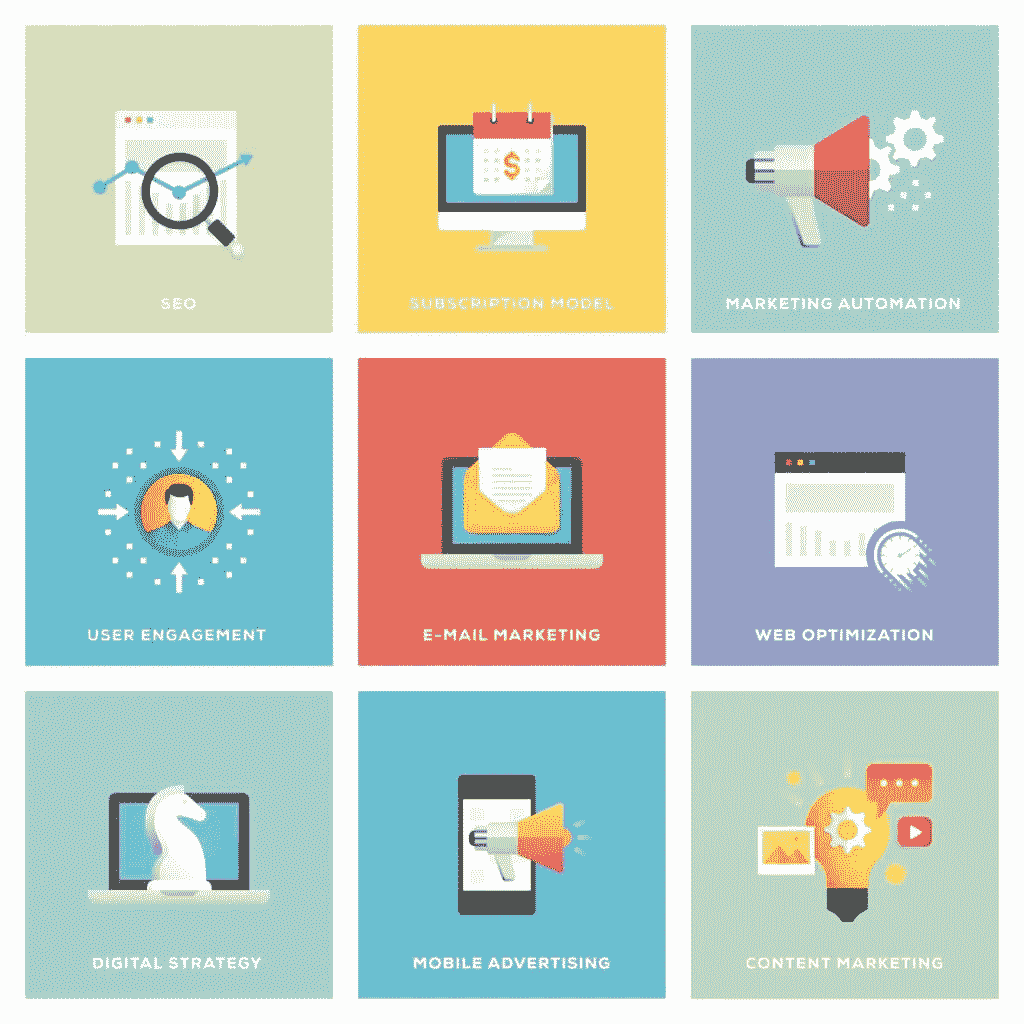 SEO
$
SUBSCRIPTION MODEL
MARKETING AUTOMATION
USER ENGAGEMENT
E-MAIL MARKETING
WEB OPTIMIZATION
DIGITAL STRATEGY
MOBILE ADVERTISING
CONTENT MARKETING